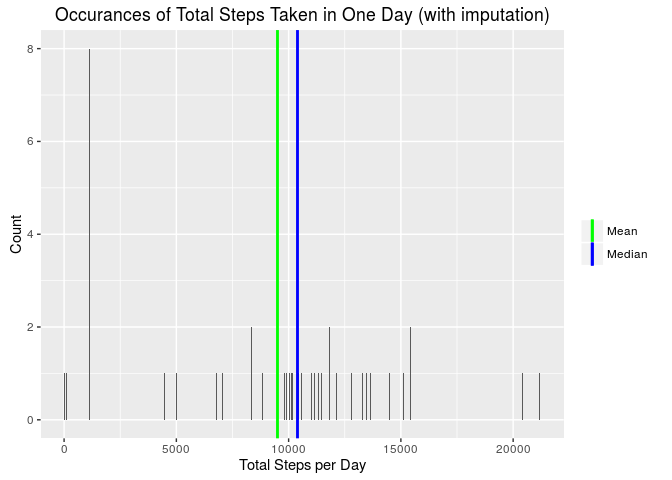 Occurances of Total Steps Taken in One Day (with imputation)
8
6
4
2
0
Count
0 5000 10000 15000 20000
Total Steps per Day
Mean
Median